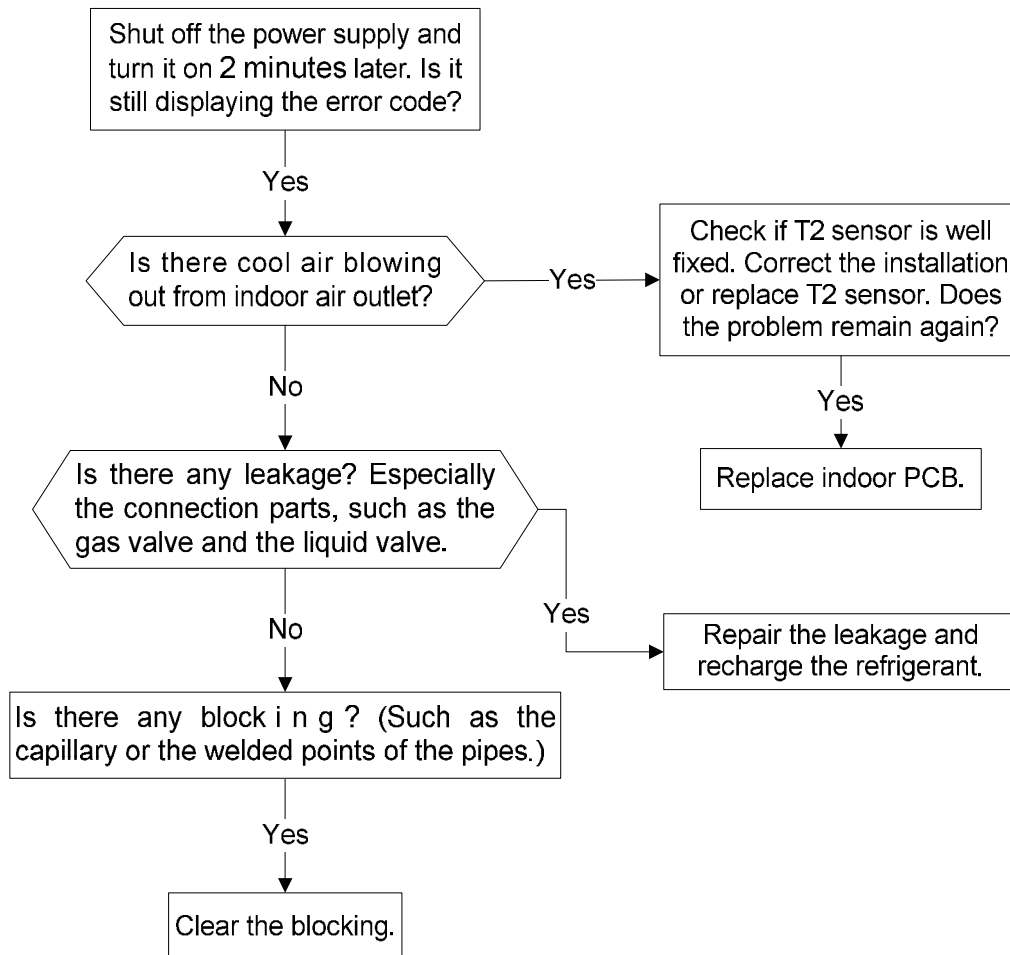 Shut off the power supply and
turn it on 2 minutes later. Is it
still displaying the error code?
Yes
Is there cool air blowing
out from indoor air outlet?
Yes
Check if T2 sensor is well
fixed. Correct the installation
or replace T2 sensor. Does
the problem remain again?
Yes
Replace indoor PCB.
No
Is there any leakage? Especially
the connection parts, such as the
gas valve and the liquid valve.
Yes
Repair the leakage and
recharge the refrigerant.
No
Is there any blocking? (Such as the
capillary or the welded points of the pipes.)
Yes
Clear the blocking.